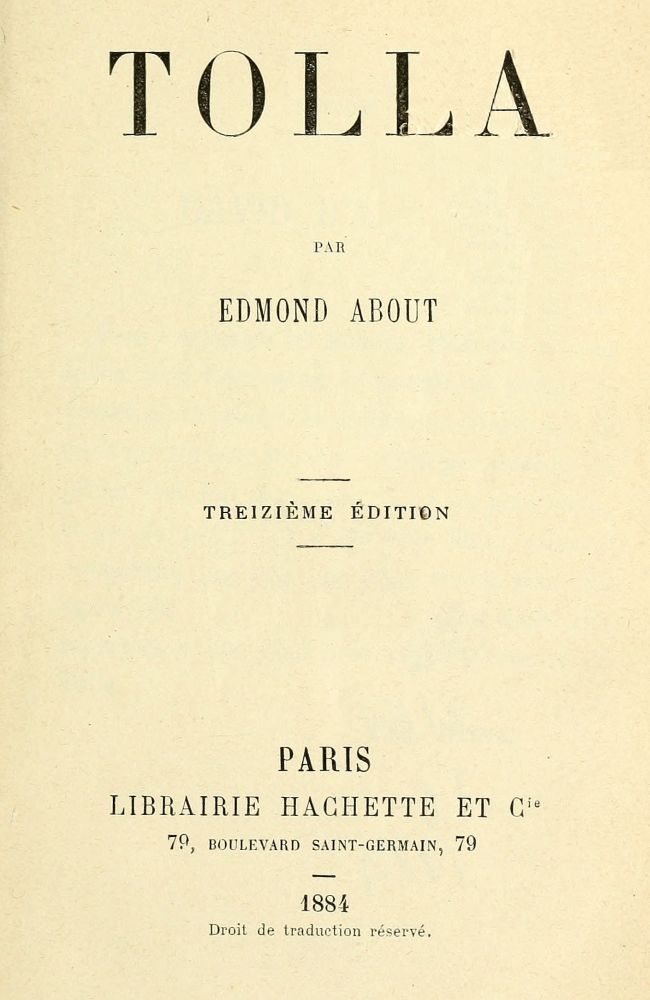 TOLLA
PAR
EDMOND ABOUT
TREIZIÈME ÉDITION
PARIS
LIBRAIRIE HACHETTE ET Cie
79, BOULEVARD SAINT-GERMAIN, 79
1884
Droit de traduction réservé.